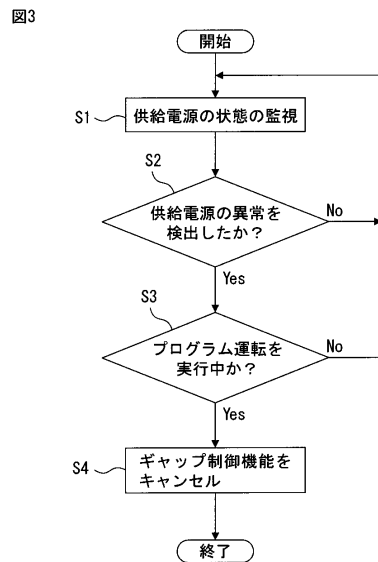 図3
開始
S1
供給電源の状態の監視
S2
供給電源の異常を
検出したか？
No
Yes
S3
プログラム運転を
実行中か？
No
Yes
S4
ギャップ制御機能を
キャンセル
終了